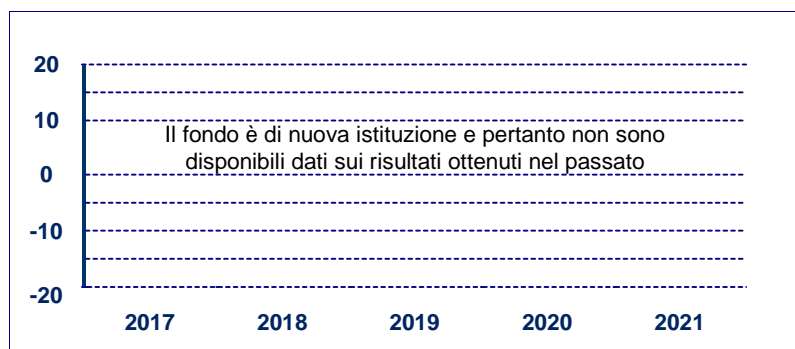 20
10
Il fondo è di nuova istituzione e pertanto non sono
disponibili dati sui risultati ottenuti nel passato
0
-10
-20
2017 2018 2019 2020 2021